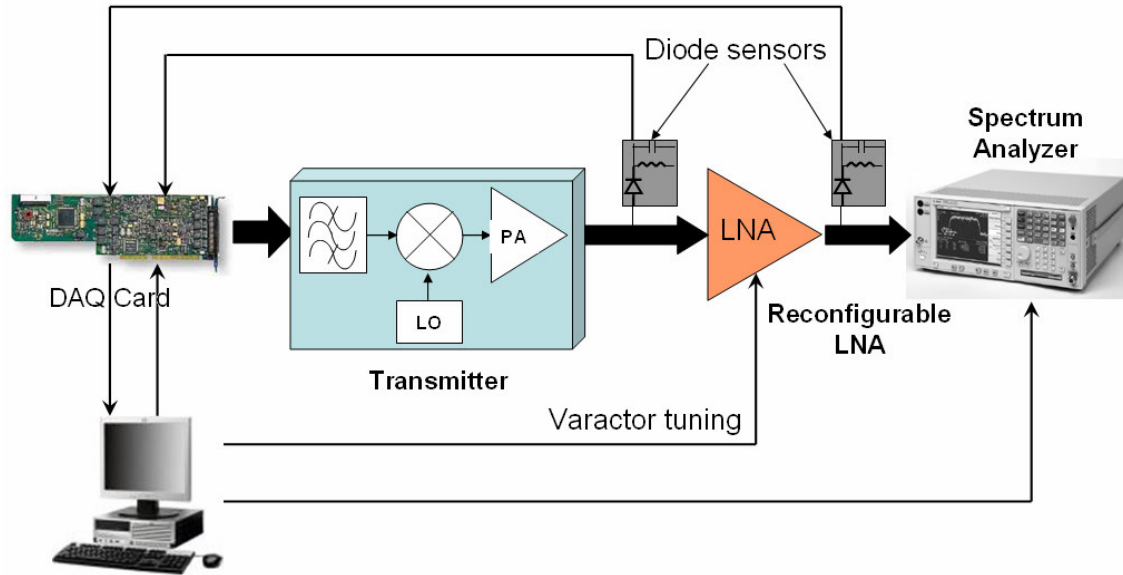 Diode sensors
Spectrum
Analyzer
PA
LNA
DAQ Card
LO
Reconfigurable
LNA
Transmitter
Varactor tuning